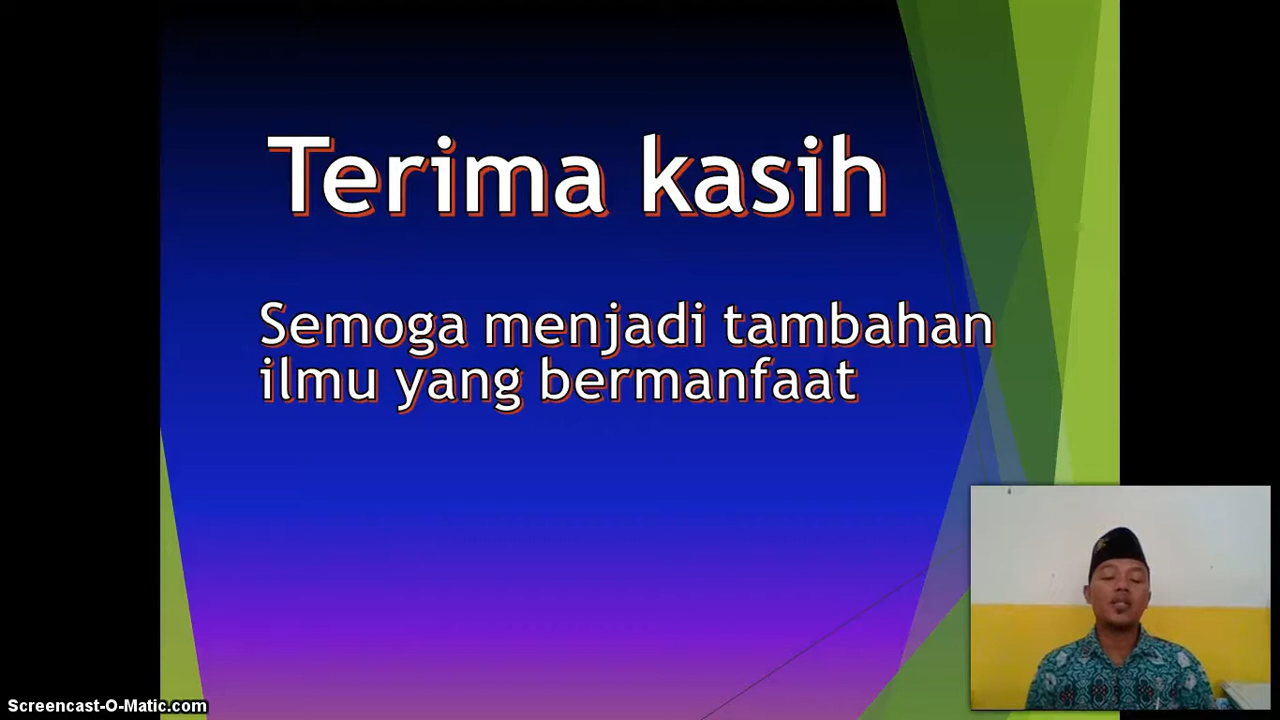 Terima kasih
Semoga menjadi tambahan
ilmu yang bermanfaat
Screencast-O-Matic.com